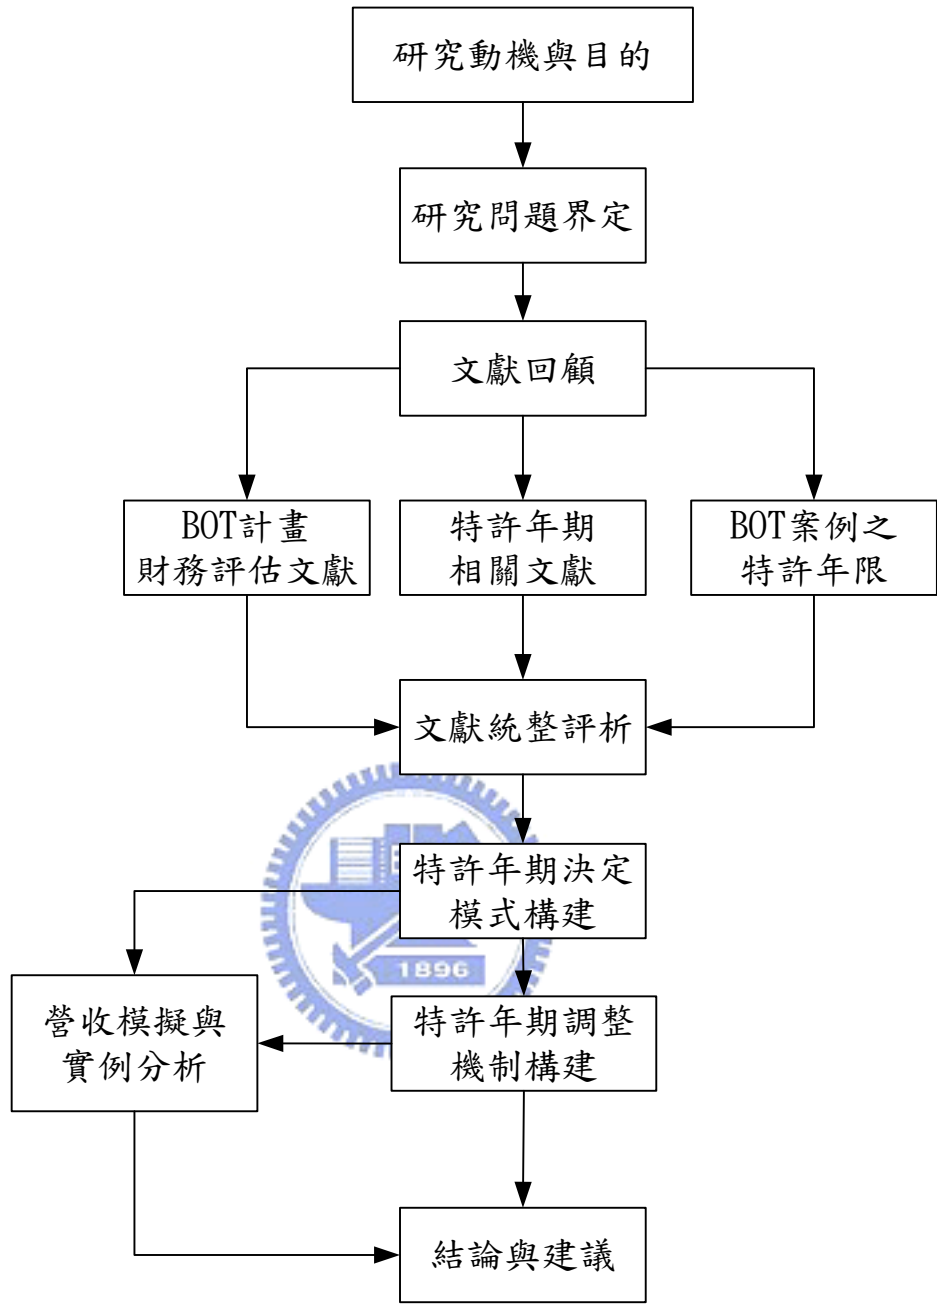 研究動機與目的
研究問題界定
文獻回顧
BOT計畫
財務評估文獻
特許年期
相關文獻
BOT案例之
特許年限
文獻統整評析
特許年期決定
模式構建
1896
特許年期調整
機制構建
營收模擬與
實例分析
結論與建議